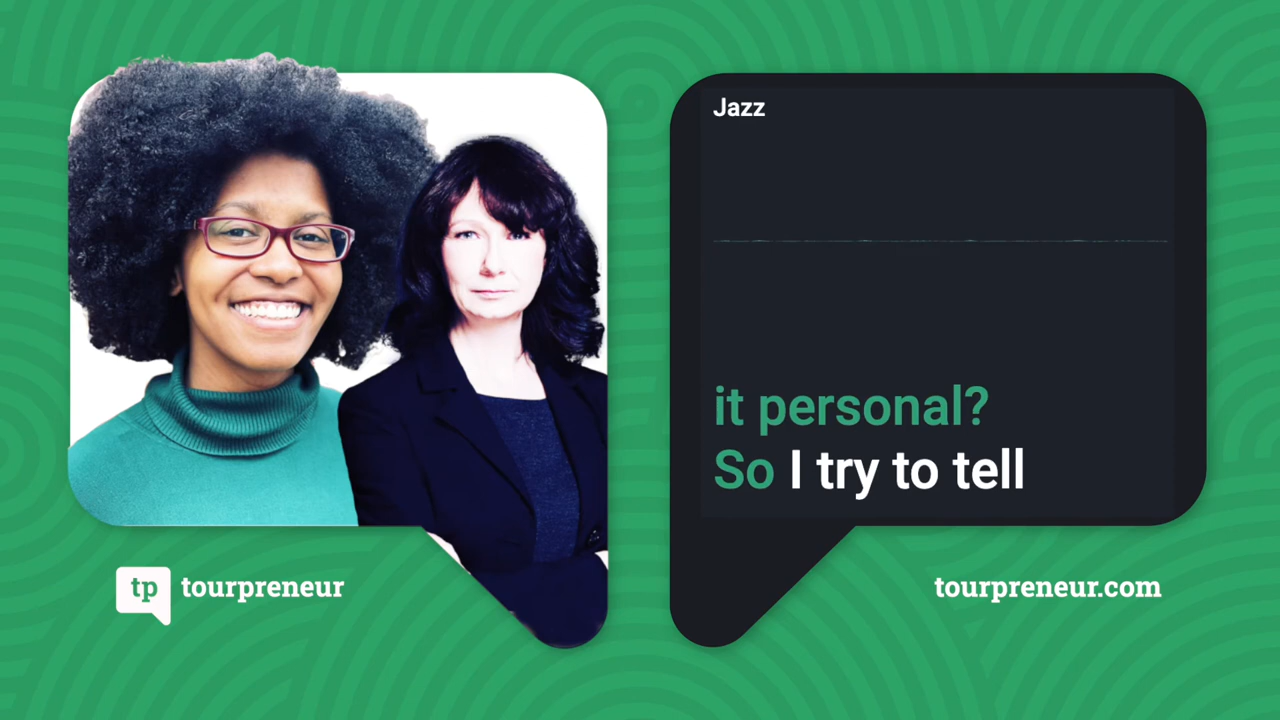 Jazz
it personal?
So I try to tell
tp tourpreneur
tourpreneur.com